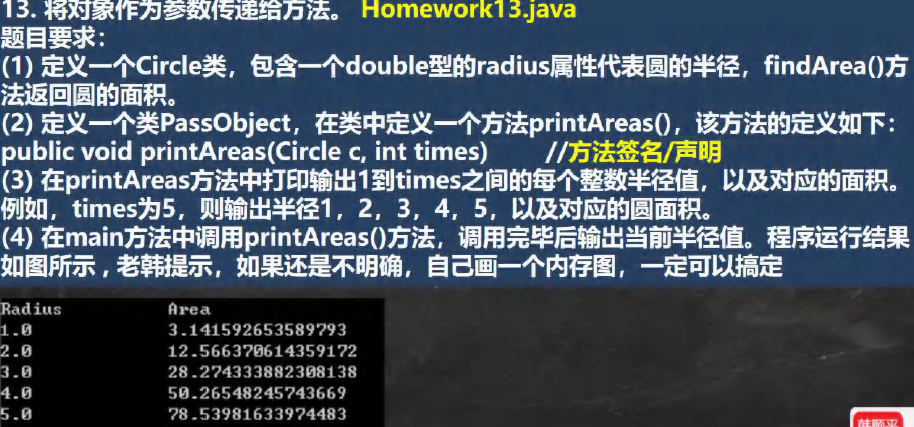 13. 将对象作为参数传递给方法。 Homework13.java
题目要求：
(1) 定义一个Circle类，包含一个double型的radius属性代表圆的半径，findArea()方
法返回圆的面积。
(2) 定义一个类PassObject，在类中定义一个方法printAreas()，该方法的定义如下：
public void printAreas(Circle c, int times) //方法签名/声明
(3) 在printAreas方法中打印输出1到times之间的每个整数半径值，以及对应的面积。
例如，times为5，则输出半径1，2，3，4，5，以及对应的圆面积。
(4) 在main方法中调用printAreas()方法，调用完毕后输出当前半径值。程序运行结果
如图所示 , 老韩提示，如果还是不明确，自己画一个内存图，一定可以搞定
Radius Area
1.0 3.141592653589793
2.0 12.566370614359172
3.0 28.274333882308138
4.0 50.26548245743669
5.0 78.53981633974483
韩顺平